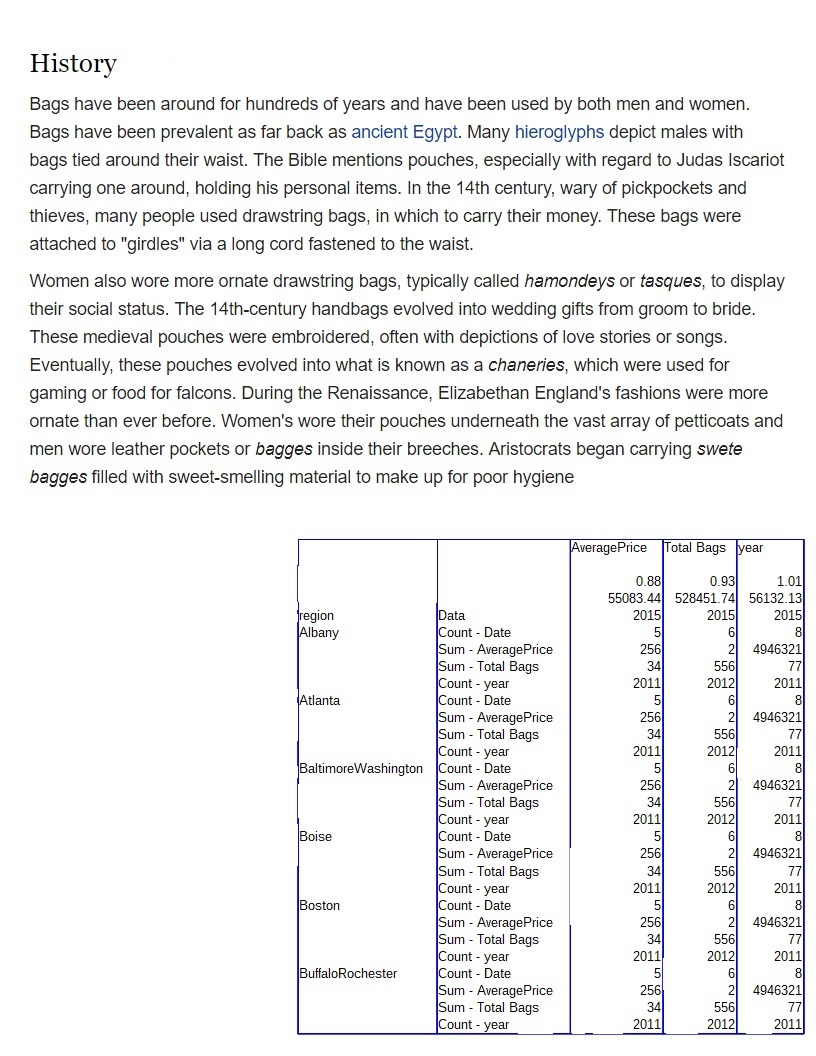 History
Bags have been around for hundreds of years and have been used by both men and women.
Bags have been prevalent as far back as ancient Egypt. Many hieroglyphs depict males with
bags tied around their waist. The Bible mentions pouches, especially with regard to Judas Iscariot
carrying one around, holding his personal items. In the 14th century, wary of pickpockets and
thieves, many people used drawstring bags, in which to carry their money. These bags were
attached to "girdles" via a long cord fastened to the waist.
Women also wore more ornate drawstring bags, typically called hamondeys or tasques, to display
their social status. The 14th-century handbags evolved into wedding gifts from groom to bride.
These medieval pouches were embroidered, often with depictions of love stories or songs.
Eventually, these pouches evolved into what is known as a chaneries, which were used for
gaming or food for falcons. During the Renaissance, Elizabethan England's fashions were more
ornate than ever before. Women's wore their pouches underneath the vast array of petticoats and
men wore leather pockets or bagges inside their breeches. Aristocrats began carrying swete
bagges filled with sweet-smelling material to make up for poor hygiene
AveragePrice Total Bags year
0.88 0.93 1.01
55083.44 528451.74 56132.13
region Data 2015 2015 2015
Albany Count - Date 5 6 8
Sum - AveragePrice 256 2 4946321
Sum - Total Bags 34 556 77
Count - year 2011 2012 2011
Atlanta Count - Date 5 6 8
Sum - AveragePrice 256 2 4946321
Sum - Total Bags 34 556 77
Count - year 2011 2012 2011
BaltimoreWashington Count - Date 5 6 8
Sum - AveragePrice 256 2 4946321
Sum - Total Bags 34 556 77
Count - year 2011 2012 2011
Boise Count - Date 5 6 8
Sum - AveragePrice 256 2 4946321
Sum - Total Bags 34 556 77
Count - year 2011 2012 2011
Boston Count - Date 5 6 8
Sum - AveragePrice 256 2 4946321
Sum - Total Bags 34 556 77
Count - year 2011 2012 2011
BuffaloRochester Count - Date 5 6 8
Sum - AveragePrice 256 2 4946321
Sum - Total Bags 34 556 77
Count - year 2011 2012 2011